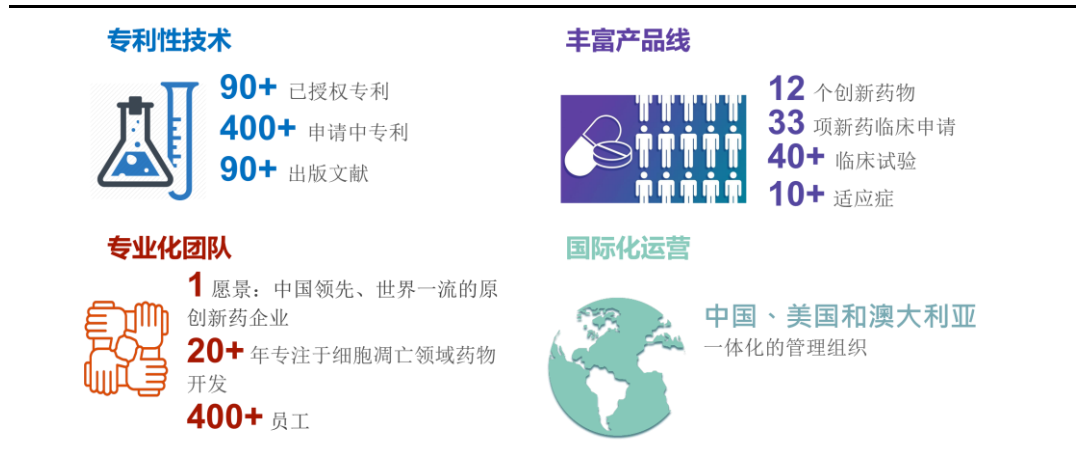 专利性技术
90+ 已授权专利
400+ 申请中专利
90+ 出版文献
丰富产品线
12 个创新药物
33 项新药临床申请
40+ 临床试验
10+ 适应症
专业化团队
1 愿景：中国领先、世界一流的原
创新药企业
20+ 年专注于细胞凋亡领域药物
开发
400+ 员工
国际化运营
中国、美国和澳大利亚
一体化的管理组织